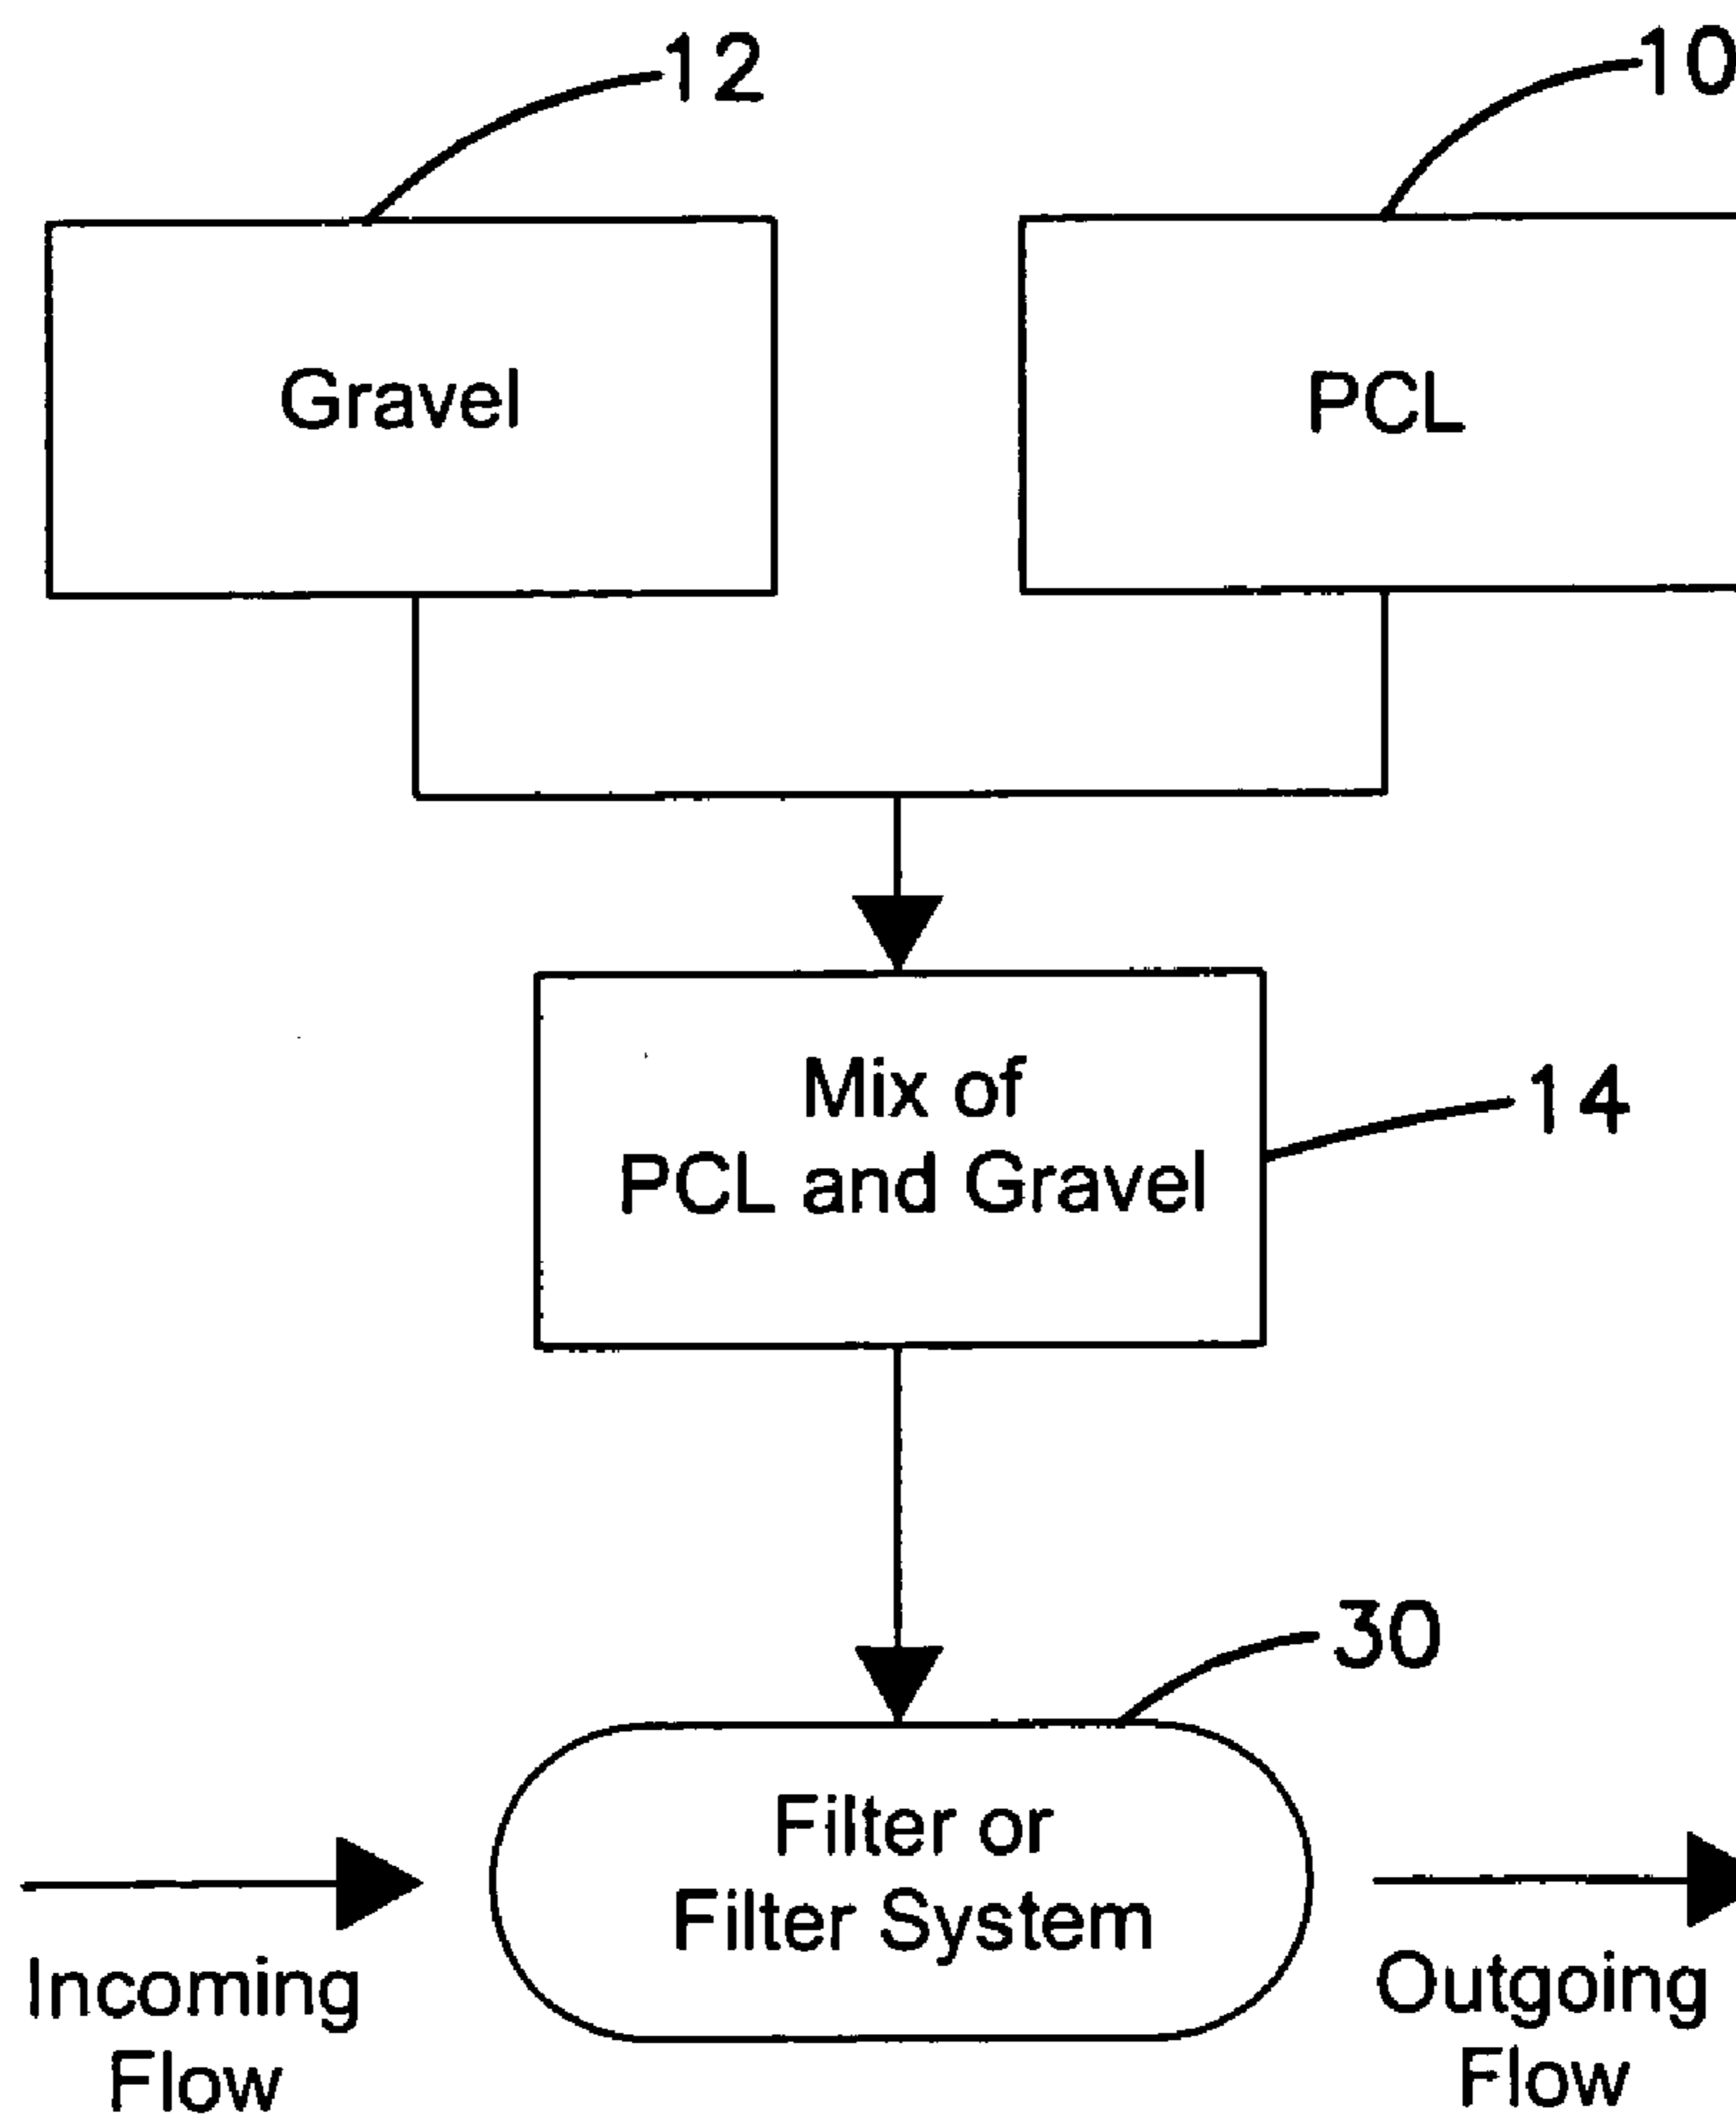 12
10
Gravel
PCL
Mix of
PCL and Gravel
14
30
Filter or
Filter System
Incoming
Flow
Outgoing
Flow